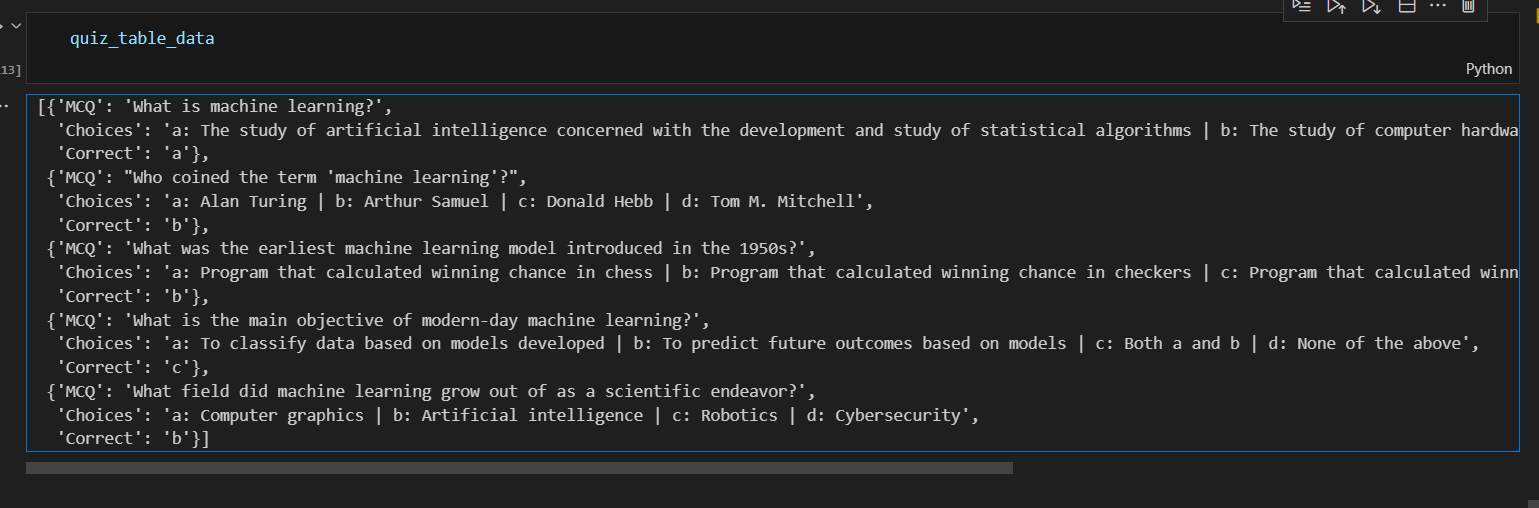 quiz_table_data
13]
Python
[{'MCQ': 'What is machine learning?',
'Choices': 'a: The study of artificial intelligence concerned with the development and study of statistical algorithms | b: The study of computer hardwa
'Correct': 'a'},
{'MCQ': "Who coined the term 'machine learning'?",
'Choices': 'a: Alan Turing | b: Arthur Samuel | c: Donald Hebb | d: Tom M. Mitchell',
'Correct': 'b'},
{'MCQ': 'What was the earliest machine learning model introduced in the 1950s?',
'Choices': 'a: Program that calculated winning chance in chess | b: Program that calculated winning chance in checkers | c: Program that calculated winn
'Correct': 'b'},
{'MCQ': 'What is the main objective of modern-day machine learning?',
'Choices': 'a: To classify data based on models developed | b: To predict future outcomes based on models | c: Both a and b | d: None of the above',
'Correct': 'c'},
{'MCQ': 'What field did machine learning grow out of as a scientific endeavor?',
'Choices': 'a: Computer graphics | b: Artificial intelligence | c: Robotics | d: Cybersecurity',
'Correct': 'b'}]